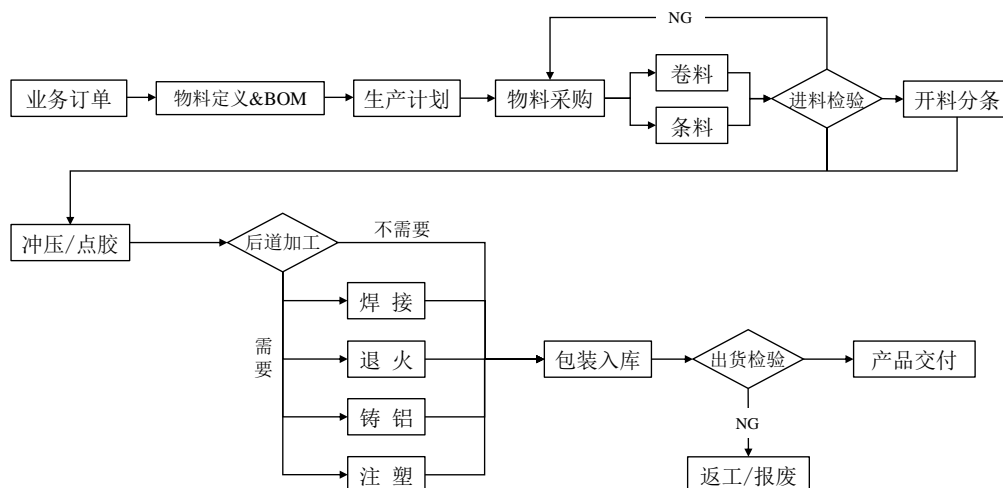 NG
业务订单
物料定义&BOM
生产计划
物料采购
卷料
条料
进料检验
开料分条
冲压/点胶
后道加工
不需要
需要
焊 接
退 火
铸 铝
注 塑
包装入库
出货检验
产品交付
NG
返工/报废